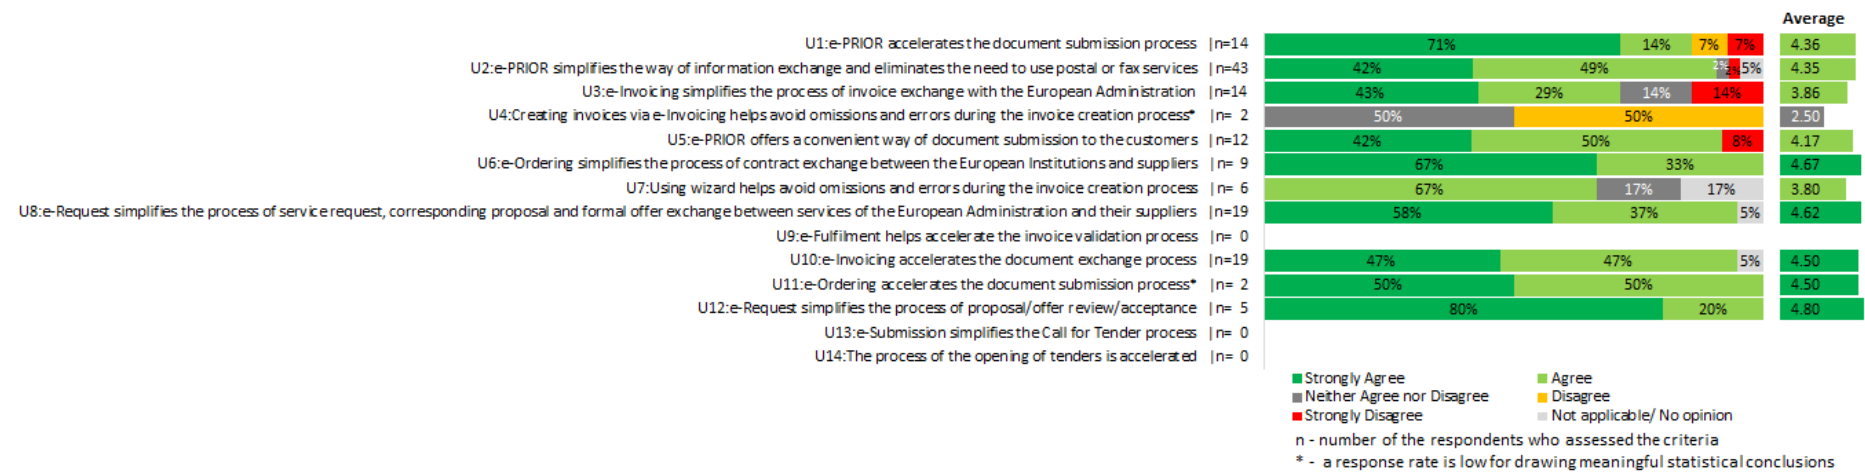 Average
U1:e-PRIOR accelerates the document submission process |n=14 71% 14% 7% 7% 4.36
U2:e-PRIOR simplifies the way of information exchange and eliminates the need to use postal or fax services |n=43 42% 49% 2% 2% 5% 4.35
U3:e-Invoicing simplifies the process of invoice exchange with the European Administration |n=14 43% 29% 14% 14% 3.86
U4:Creating invoices via e-Invoicing helps avoid omissions and errors during the invoice creation process* |n= 2 50% 50% 2.50
U5:e-PRIOR offers a convenient way of document submission to the customers |n=12 42% 50% 8% 4.17
U6:e-Ordering simplifies the process of contract exchange between the European Institutions and suppliers |n= 9 67% 33% 4.67
U7:Using wizard helps avoid omissions and errors during the invoice creation process |n= 6 67% 17% 17% 3.80
U8:e-Request simplifies the process of service request, corresponding proposal and formal offer exchange between services of the European Administration and their suppliers |n=19 58% 37% 5% 4.62
U9:e-Fulfilment helps accelerate the invoice validation process |n= 0
U10:e-Invoicing accelerates the document exchange process |n=19 47% 47% 5% 4.50
U11:e-Ordering accelerates the document submission process* |n= 2 50% 50% 4.50
U12:e-Request simplifies the process of proposal/offer review/acceptance |n= 5 80% 20% 4.80
U13:e-Submission simplifies the Call for Tender process |n= 0
U14:The process of the opening of tenders is accelerated |n= 0
Strongly Agree Agree
Neither Agree nor Disagree Disagree
Strongly Disagree Not applicable/ No opinion
n - number of the respondents who assessed the criteria
* - a response rate is low for drawing meaningful statistical conclusions